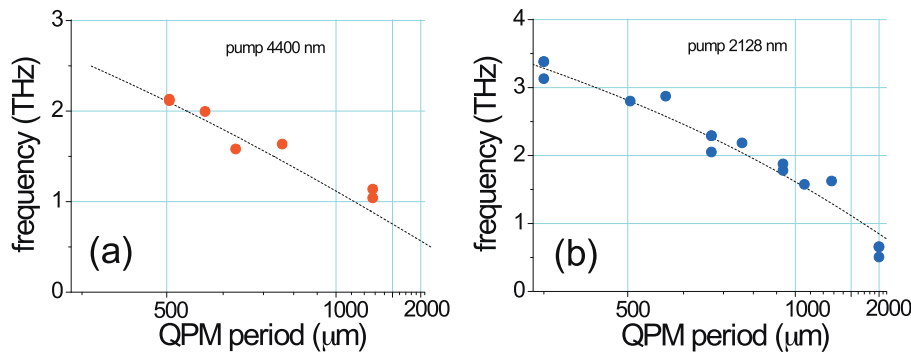 3
2
1
0
frequency (THz)
pump 4400 nm
(a)
500
1000
2000
QPM period (μm)
4
3
2
1
0
frequency (THz)
pump 2128 nm
(b)
500
1000
2000
QPM period (μm)